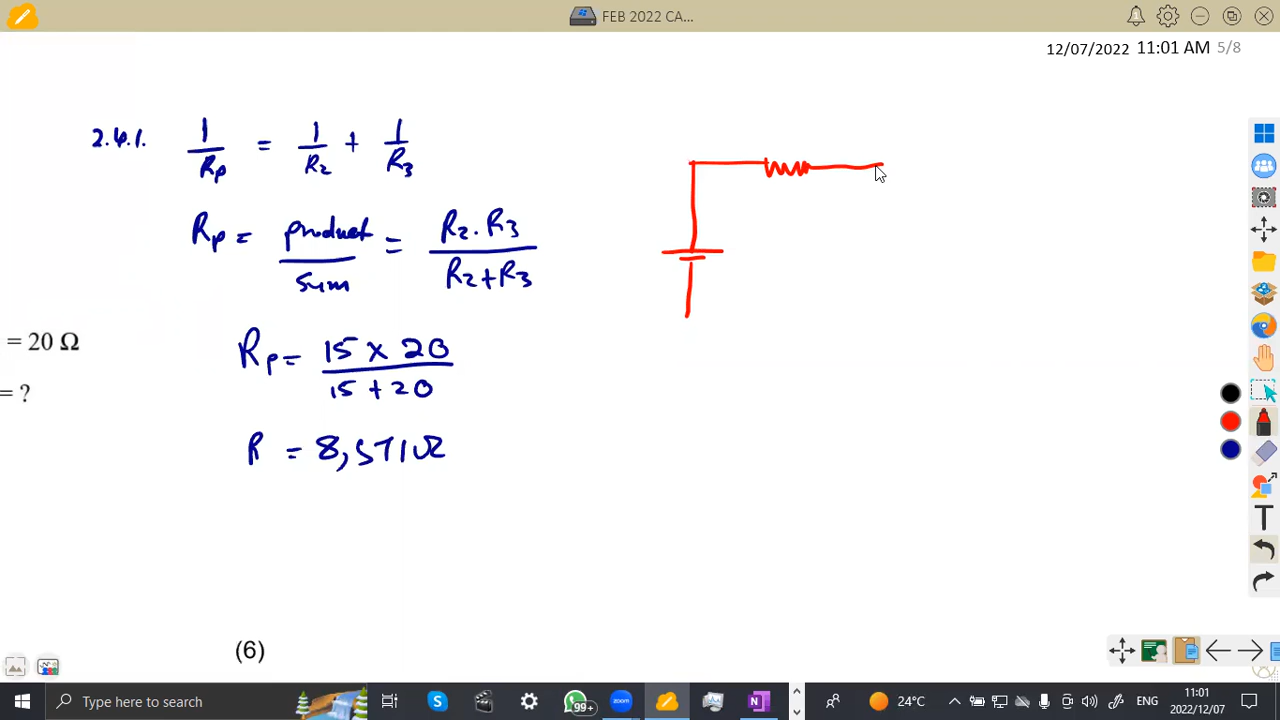 FEB 2022 CA...
12/07/2022 11:01 AM 5/8
2.4.1. 1/Rp = 1/R2 + 1/R3
Rp = product/sum = R2.R3/R2+R3
= 20 Ω
Rp = 15 x 20/15 + 20
= ?
R = 8,571Ω
(6)
Type here to search
99+
zoom
24°C
ENG
11:01
2022/12/07